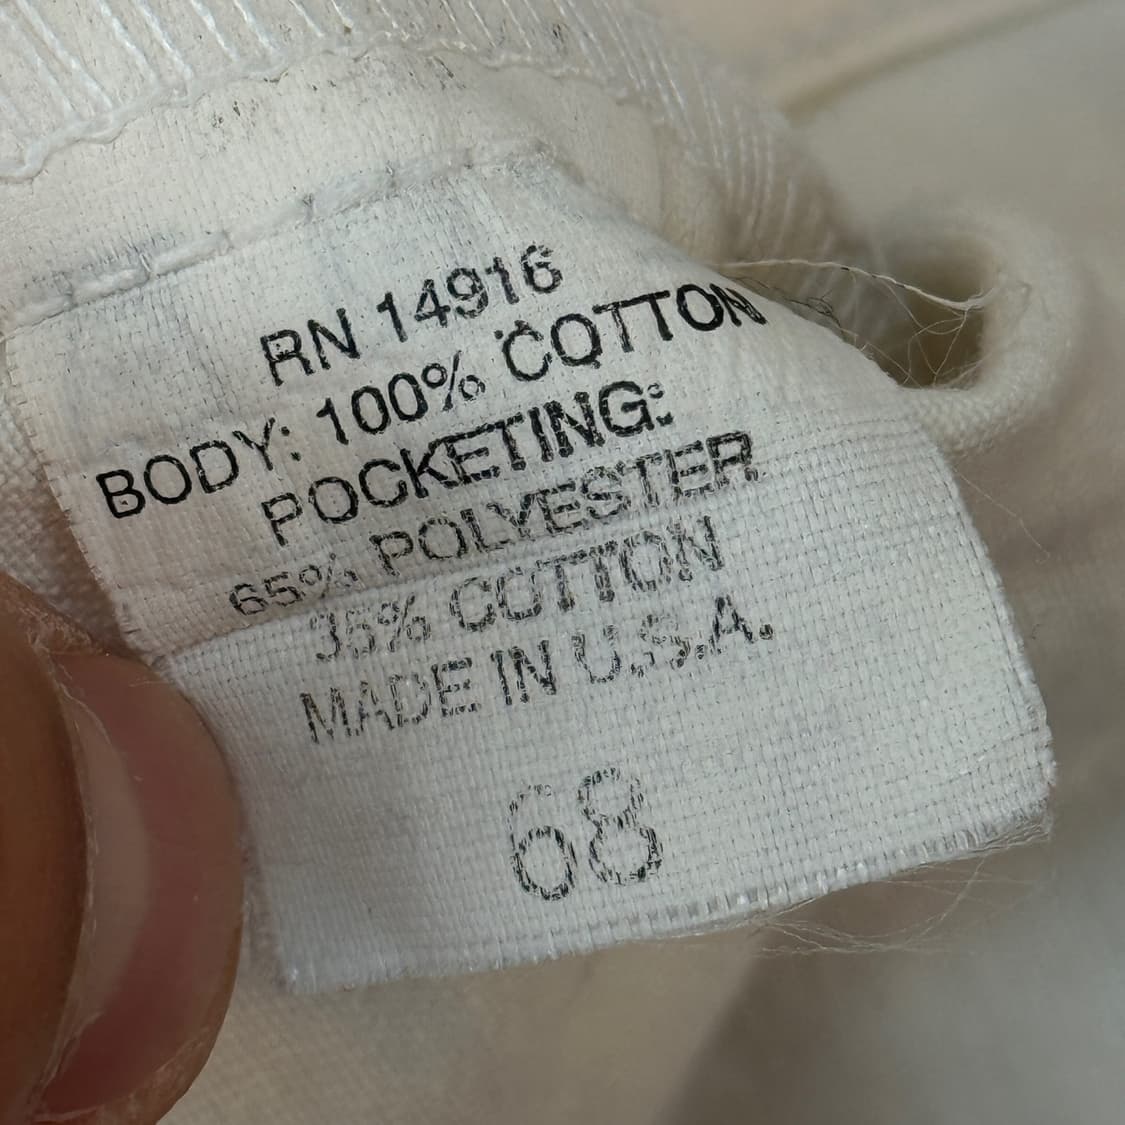 RN 14916
BODY: 100% COTTON
POCKETING:
65% POLYESTER
35% COTTON
MADE IN U.S.A.
68